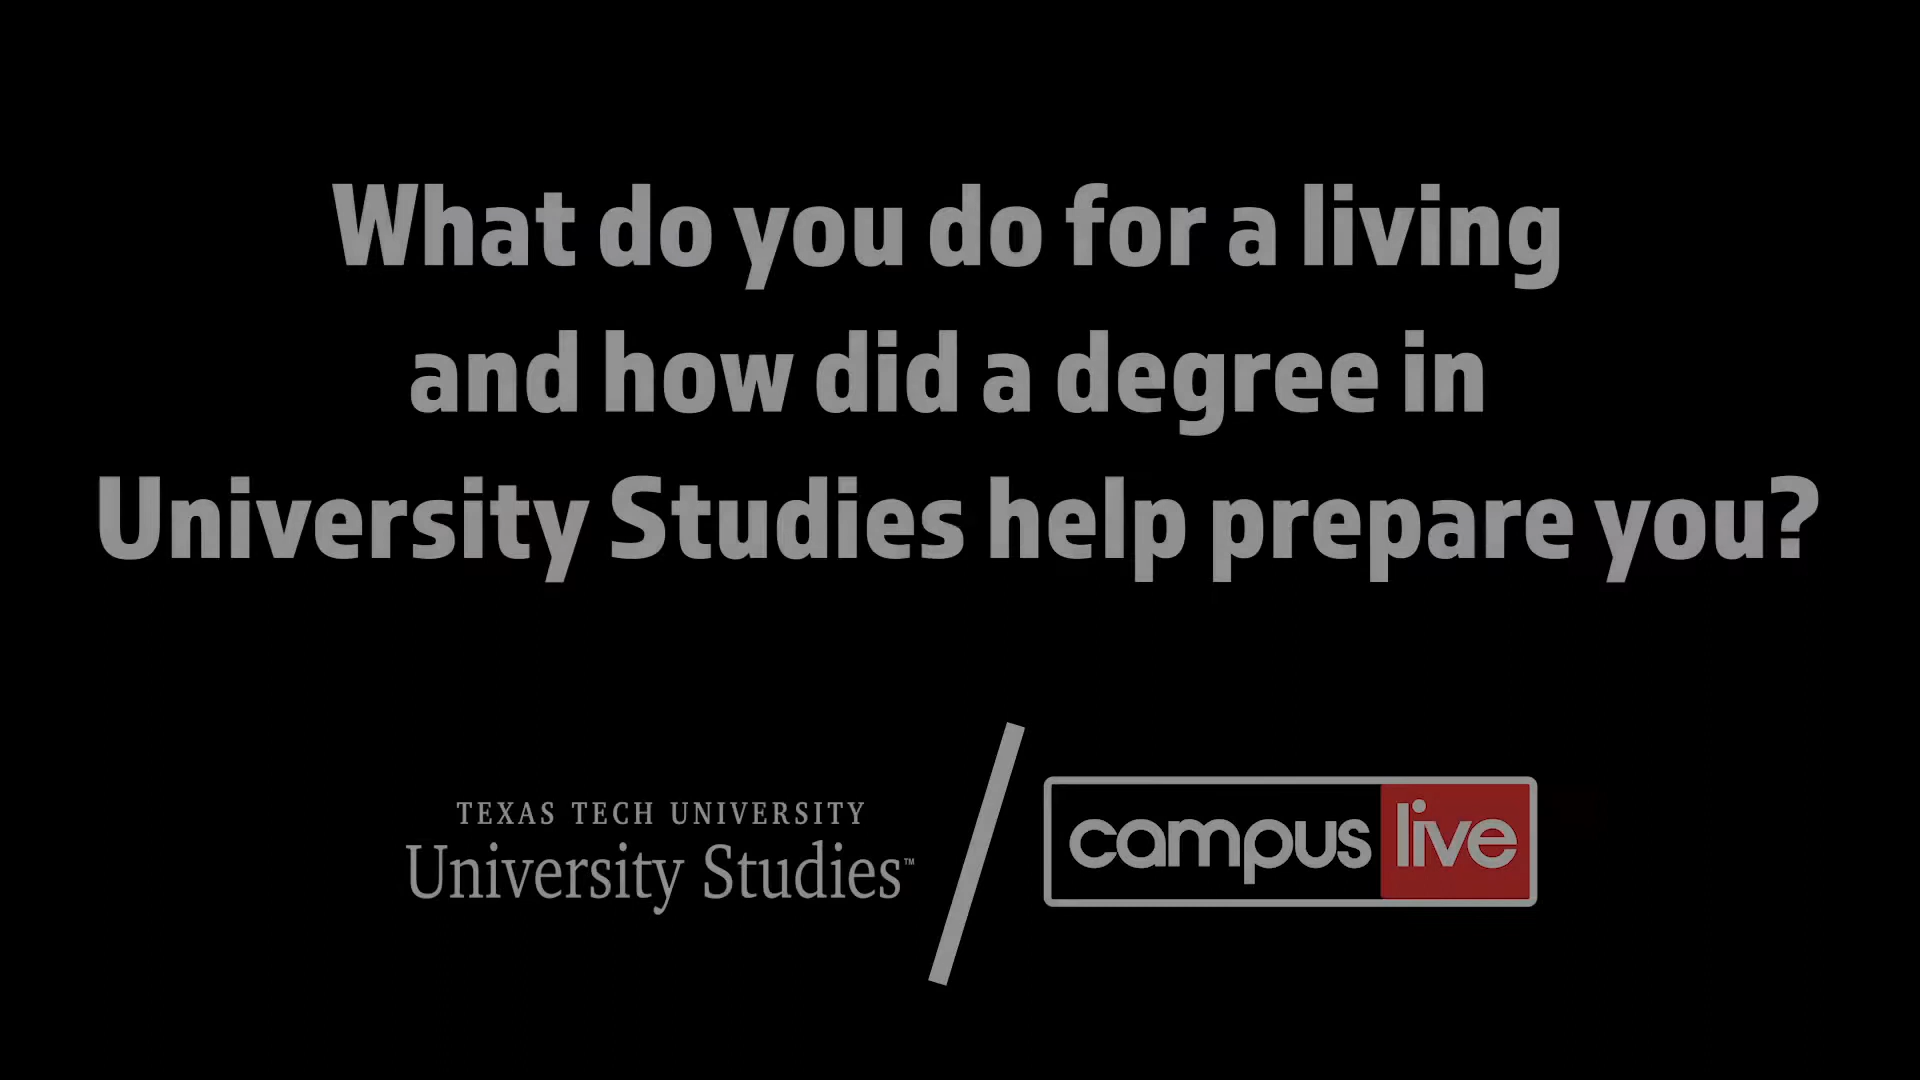 What do you do for a living
and how did a degree in
University Studies help prepare you?
TEXAS TECH UNIVERSITY
University Studies™
campus live